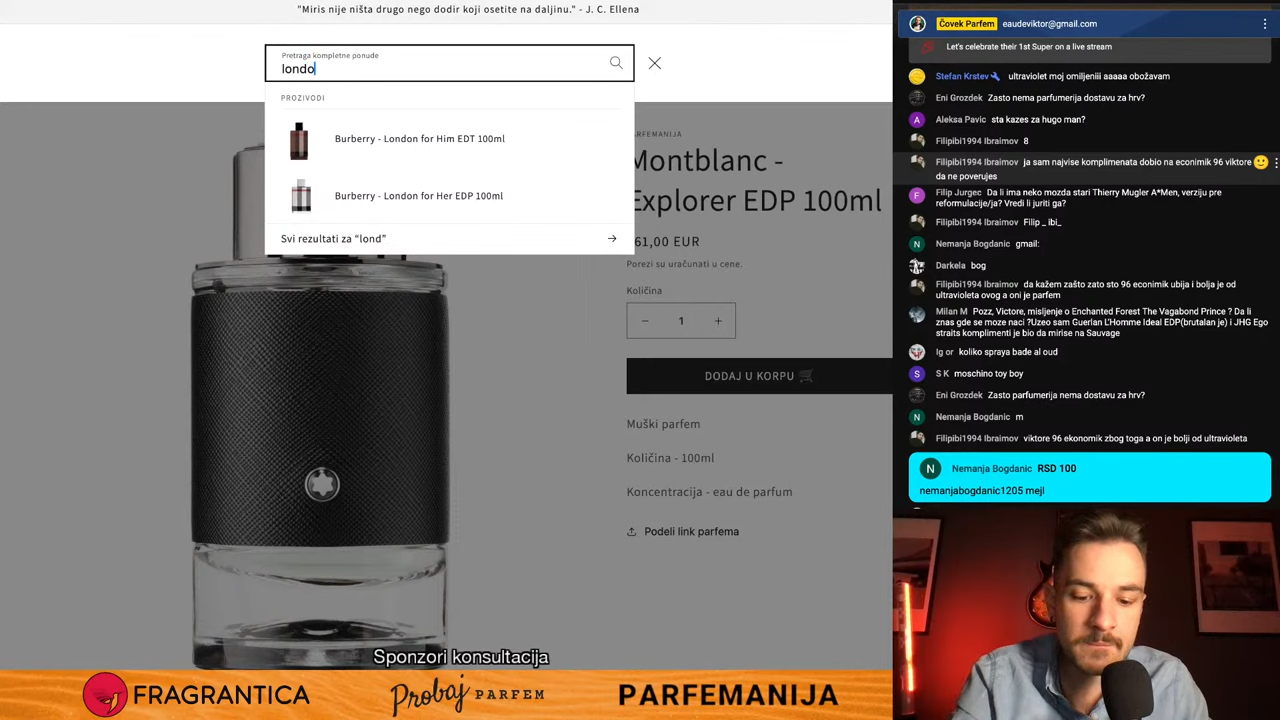 "Miris nije ništa drugo nego dodir koji osetite na daljinu." - J. C. Ellena
Pretraga kompletne ponude
londo
PROZIVODI
Burberry - London for Him EDT 100ml
Burberry - London for Her EDP 100ml
Svi rezultati za “lond”
ARFEMANIJA
Montblanc -
Explorer EDP 100ml
61,00 EUR
Porezi su uračunati u cene.
Količina
− 1 +
DODAJ U KORPU
Muški parfem
Količina - 100ml
Koncentracija - eau de parfum
Podeli link parfema
Sponzori konsultacija
FRAGRANTICA
Probaj PARFEM
PARFEMANIJA
Čovek Parfem eaudeviktor@gmail.com
Let's celebrate their 1st Super on a live stream
Stefan Krstev ultraviolet moj omiljeniii aaaaa obožavam
Eni Grozdek Zasto nema parfumerija dostavu za hrv?
Aleksa Pavic sta kazes za hugo man?
Filipibi1994 Ibraimov 8
Filipibi1994 Ibraimov ja sam najvise komplimenata dobio na econimik 96 viktore
da ne poverujes
Filip Jurgec Da li ima neko mozda stari Thierry Mugler A*Men, verziju pre
reformulacije/ja? Vredi li juriti ga?
Filipibi1994 Ibraimov Filip _ ibi_
Nemanja Bogdanic gmail:
Darkela bog
Filipibi1994 Ibraimov da kažem zašto zato sto 96 econimik ubija i bolja je od
ultravioleta ovog a oni je parfem
Milan M Pozz, Victore, misljenje o Enchanted Forest The Vagabond Prince ? Da li
znas gde se moze naci ?Uzeo sam Guerlan L'Homme Ideal EDP(brutalan je) i JHG Ego
straits komplimenti je bio da mirise na Sauvage
Ig or koliko spraya bade al oud
S K moschino toy boy
Eni Grozdek Zasto parfumerija nema dostavu za hrv?
Nemanja Bogdanic m
Filipibi1994 Ibraimov viktore 96 ekonomik zbog toga a on je bolji od ultravioleta
N Nemanja Bogdanic RSD 100
nemanjabogdanic1205 mejl